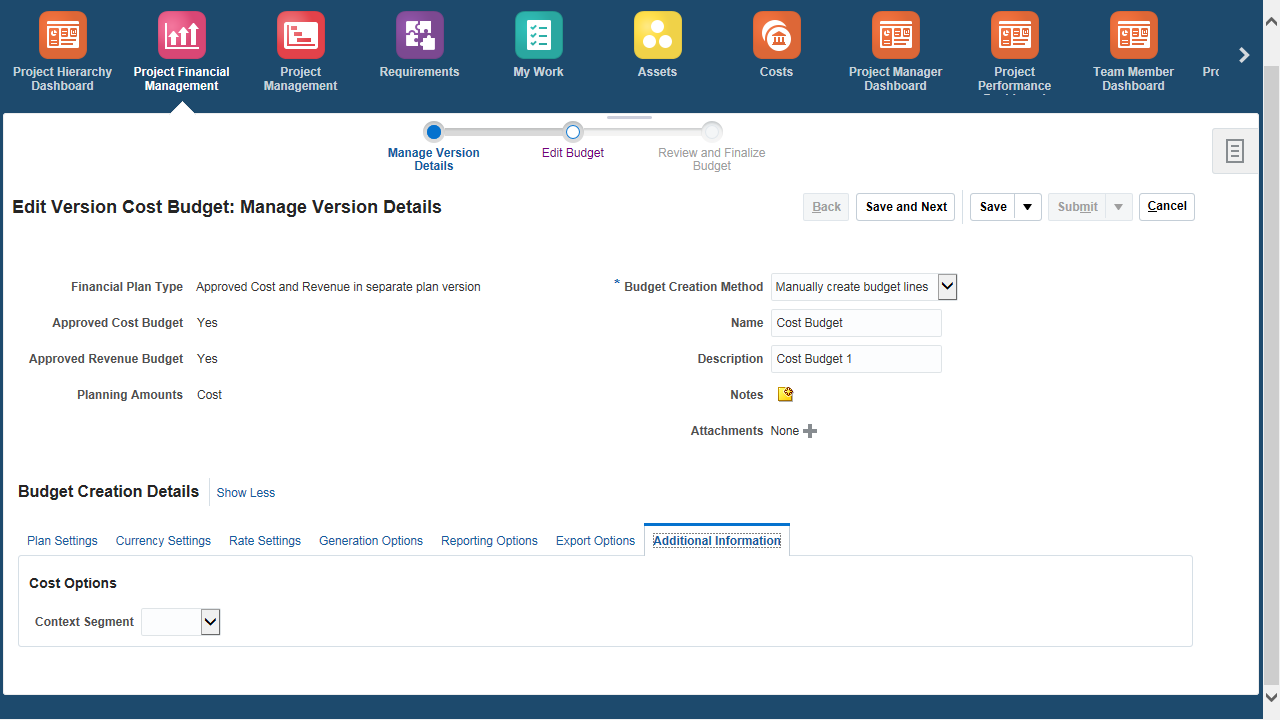 Project Hierarchy
Dashboard
Project Financial
Management
Project
Management
Requirements
My Work
Assets
Costs
Project Manager
Dashboard
Project
Performance
Team Member
Dashboard
Manage Version
Details
Edit Budget
Review and Finalize
Budget
Edit Version Cost Budget: Manage Version Details
Back
Save and Next
Save
Submit
Cancel
Financial Plan Type Approved Cost and Revenue in separate plan version
Approved Cost Budget Yes
Approved Revenue Budget Yes
Planning Amounts Cost
* Budget Creation Method Manually create budget lines
Name Cost Budget
Description Cost Budget 1
Notes
Attachments None
Budget Creation Details Show Less
Plan Settings Currency Settings Rate Settings Generation Options Reporting Options Export Options Additional Information
Cost Options
Context Segment